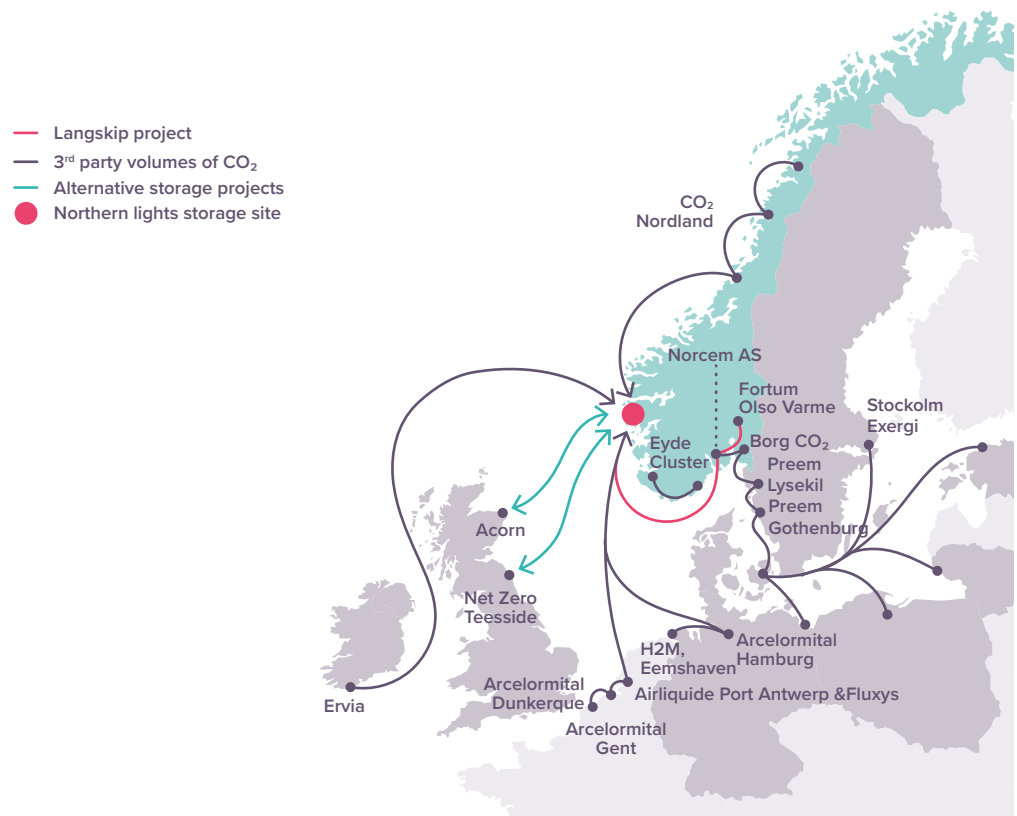 Langskip project
3rd party volumes of CO₂
Alternative storage projects
Northern lights storage site
CO₂
Nordland
Norcem AS
Fortum
Olso Varme
Stockolm
Exergi
Eyde
Cluster
Borg CO₂
Preem
Lysekil
Preem
Gothenburg
Acorn
Net Zero
Teesside
H2M,
Eemshaven
Arcelormital
Hamburg
Arcelormital
Dunkerque
Airliquide Port Antwerp &Fluxys
Ervia
Arcelormital
Gent